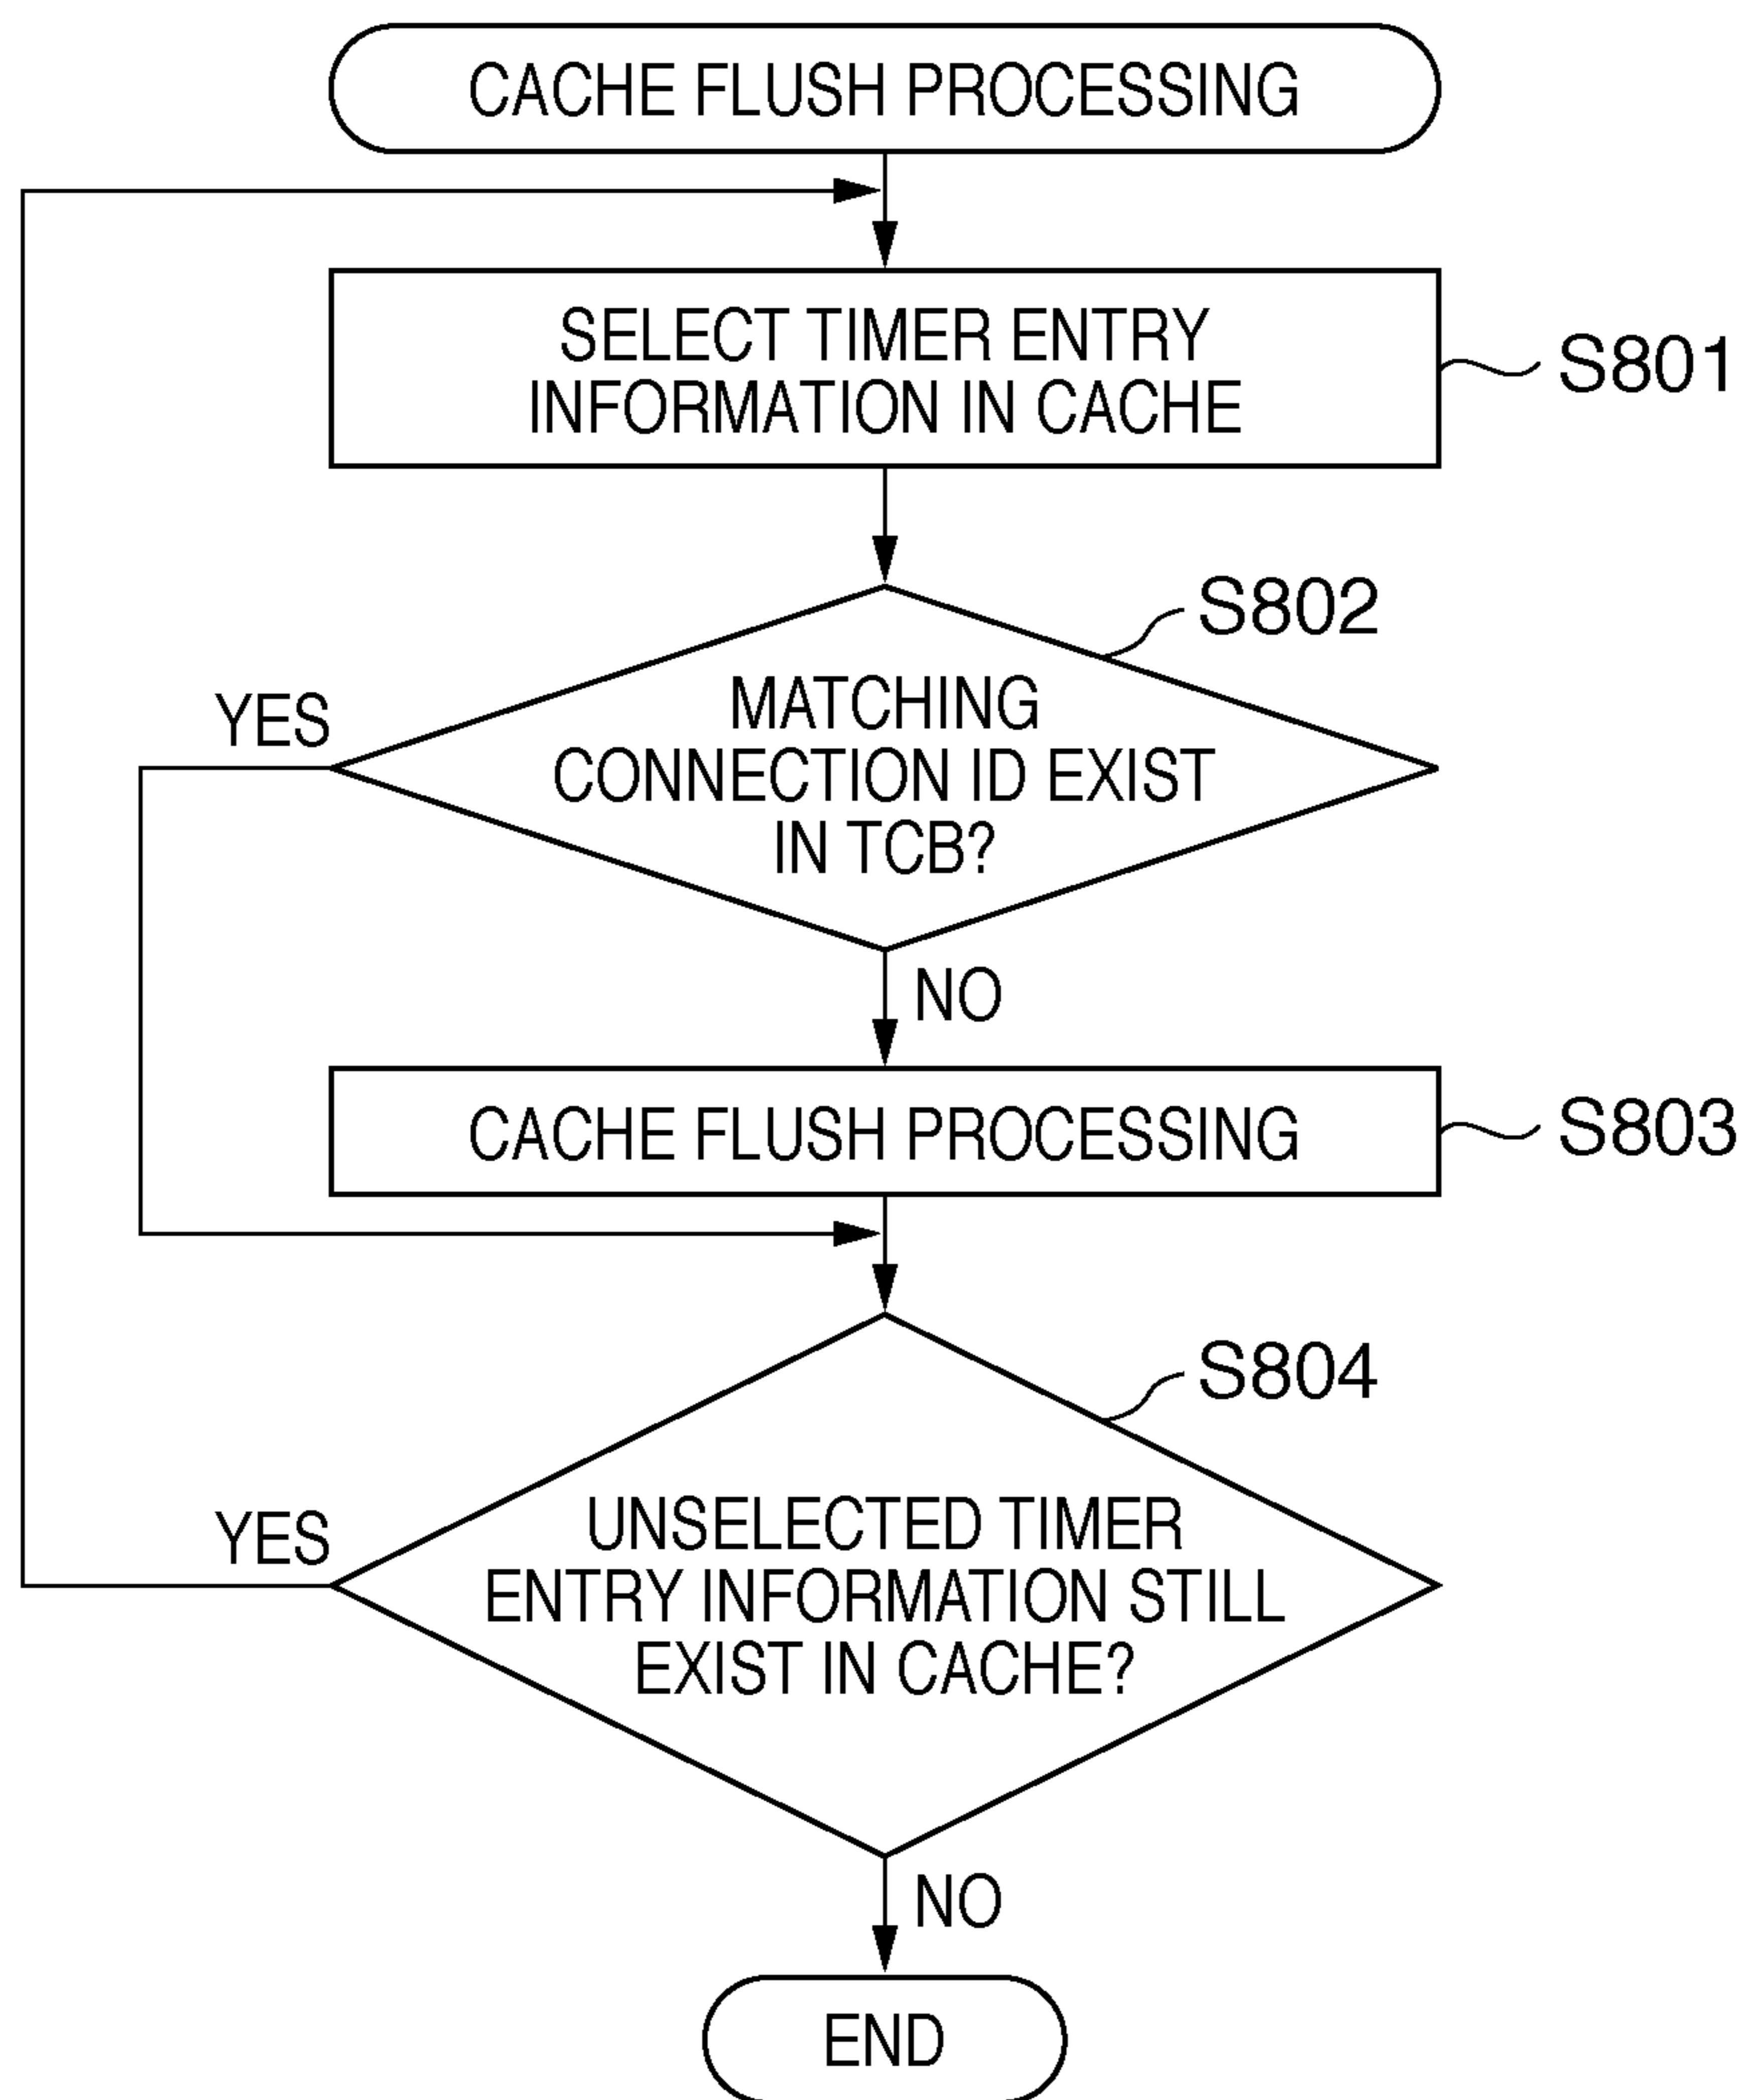 CACHE FLUSH PROCESSING
SELECT TIMER ENTRY
INFORMATION IN CACHE
S801
S802
MATCHING
CONNECTION ID EXIST
IN TCB?
YES
NO
CACHE FLUSH PROCESSING
S803
S804
UNSELECTED TIMER
ENTRY INFORMATION STILL
EXIST IN CACHE?
YES
NO
END